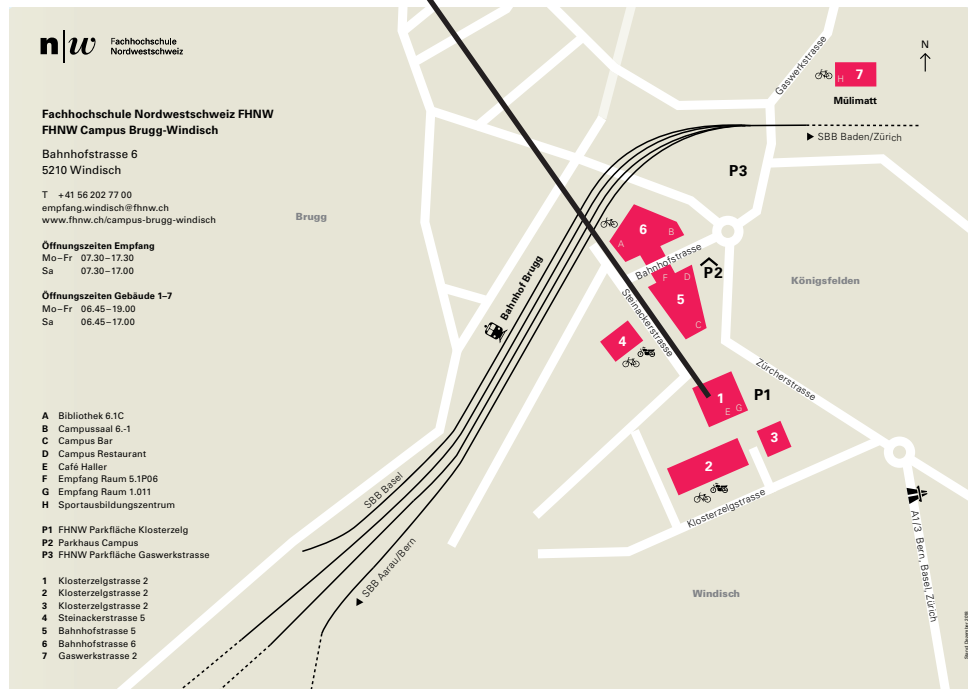 n|w Fachhochschule
Nordwestschweiz
Fachhochschule Nordwestschweiz FHNW
FHNW Campus Brugg-Windisch
Bahnhofstrasse 6
5210 Windisch
T +41 56 202 77 00
empfang.windisch@fhnw.ch
www.fhnw.ch/campus-brugg-windisch
Öffnungszeiten Empfang
Mo–Fr 07.30–17.30
Sa 07.30–17.00
Öffnungszeiten Gebäude 1–7
Mo–Fr 06.45–19.00
Sa 06.45–17.00
A Bibliothek 6.1C
B Campussaal 6.-1
C Campus Bar
D Campus Restaurant
E Café Haller
F Empfang Raum 5.1P06
G Empfang Raum 1.011
H Sportausbildungszentrum
P1 FHNW Parkfläche Klosterzelg
P2 Parkhaus Campus
P3 FHNW Parkfläche Gaswerkstrasse
1 Klosterzelgstrasse 2
2 Klosterzelgstrasse 2
3 Klosterzelgstrasse 2
4 Steinackerstrasse 5
5 Bahnhofstrasse 5
6 Bahnhofstrasse 6
7 Gaswerkstrasse 2
N
Gaswerkstrasse
H 7
Mülimatt
SBB Baden/Zürich
P3
Brugg
6
A
B
Bahnhofstrasse
P2
F
D
5
C
Königsfelden
Bahnhof Brugg
Steinackerstrasse
4
Zürcherstrasse
1
E
G
P1
3
2
Klosterzelgstrasse
SBB Basel
SBB Aarau/Bern
A1/3 Bern, Basel, Zürich
Windisch